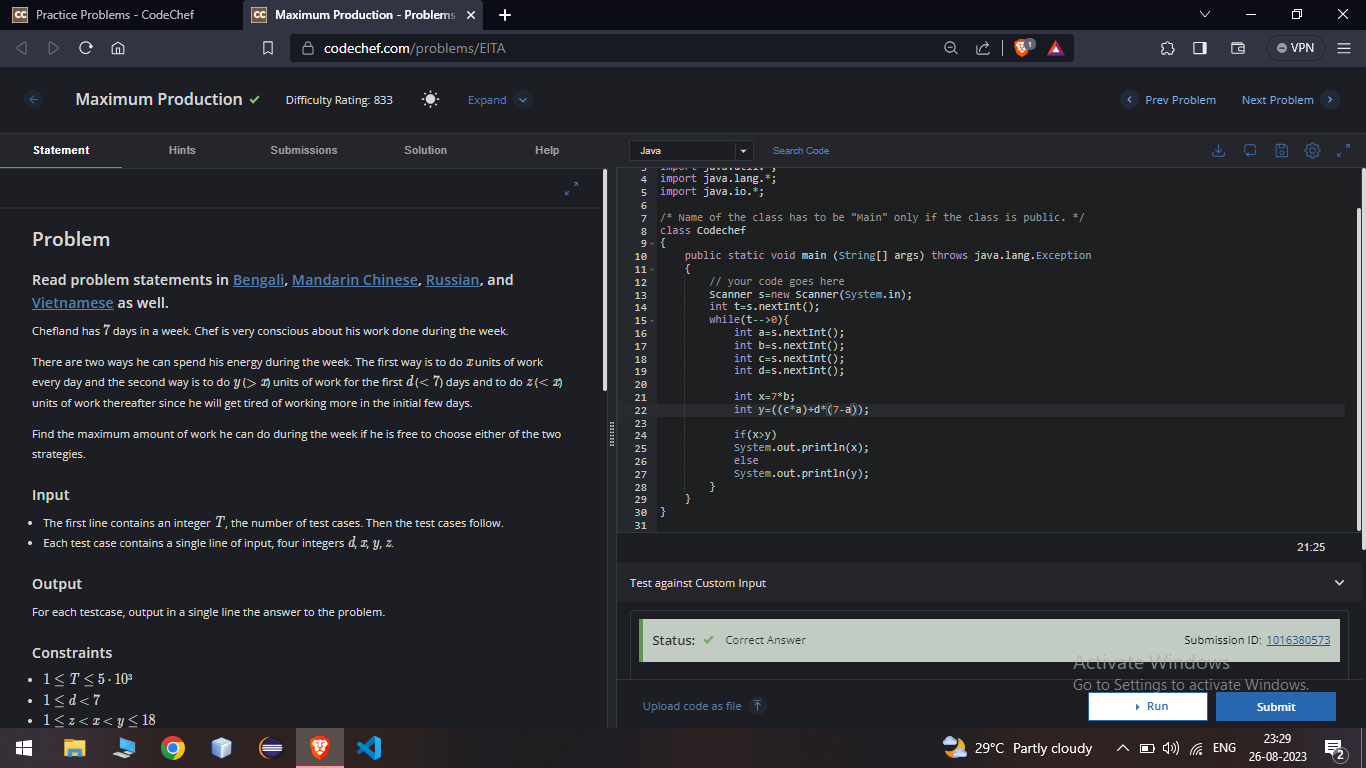 Practice Problems - CodeChef
Maximum Production - Problems
codechef.com/problems/EITA
1
VPN
Maximum Production
Difficulty Rating: 833
Expand
Prev Problem
Next Problem
Statement
Hints
Submissions
Solution
Help
Problem
Read problem statements in Bengali, Mandarin Chinese, Russian, and
Vietnamese as well.
Chefland has 7 days in a week. Chef is very conscious about his work done during the week.
There are two ways he can spend his energy during the week. The first way is to do x units of work
every day and the second way is to do y (> x) units of work for the first d (< 7) days and to do z (< x)
units of work thereafter since he will get tired of working more in the initial few days.
Find the maximum amount of work he can do during the week if he is free to choose either of the two
strategies.
Input
• The first line contains an integer T, the number of test cases. Then the test cases follow.
• Each test case contains a single line of input, four integers d, x, y, z.
Output
For each testcase, output in a single line the answer to the problem.
Constraints
• 1 ≤ T ≤ 5 · 10³
• 1 ≤ d < 7
• 1 ≤ z < x < y ≤ 18
Java
Search Code
3 import java.util.*;
4 import java.lang.*;
5 import java.io.*;
6
7 /* Name of the class has to be "Main" only if the class is public. */
8 class Codechef
9 {
10 public static void main (String[] args) throws java.lang.Exception
11 {
12 // your code goes here
13 Scanner s=new Scanner(System.in);
14 int t=s.nextInt();
15 while(t-->0){
16 int a=s.nextInt();
17 int b=s.nextInt();
18 int c=s.nextInt();
19 int d=s.nextInt();
20
21 int x=7*b;
22 int y=((c*a)+d*(7-a));
23
24 if(x>y)
25 System.out.println(x);
26 else
27 System.out.println(y);
28 }
29 }
30 }
31
21:25
Test against Custom Input
Status: Correct Answer
Submission ID: 1016380573
Activate Windows
Go to Settings to activate Windows.
Upload code as file
Run
Submit
29°C Partly cloudy
ENG
23:29
26-08-2023
2